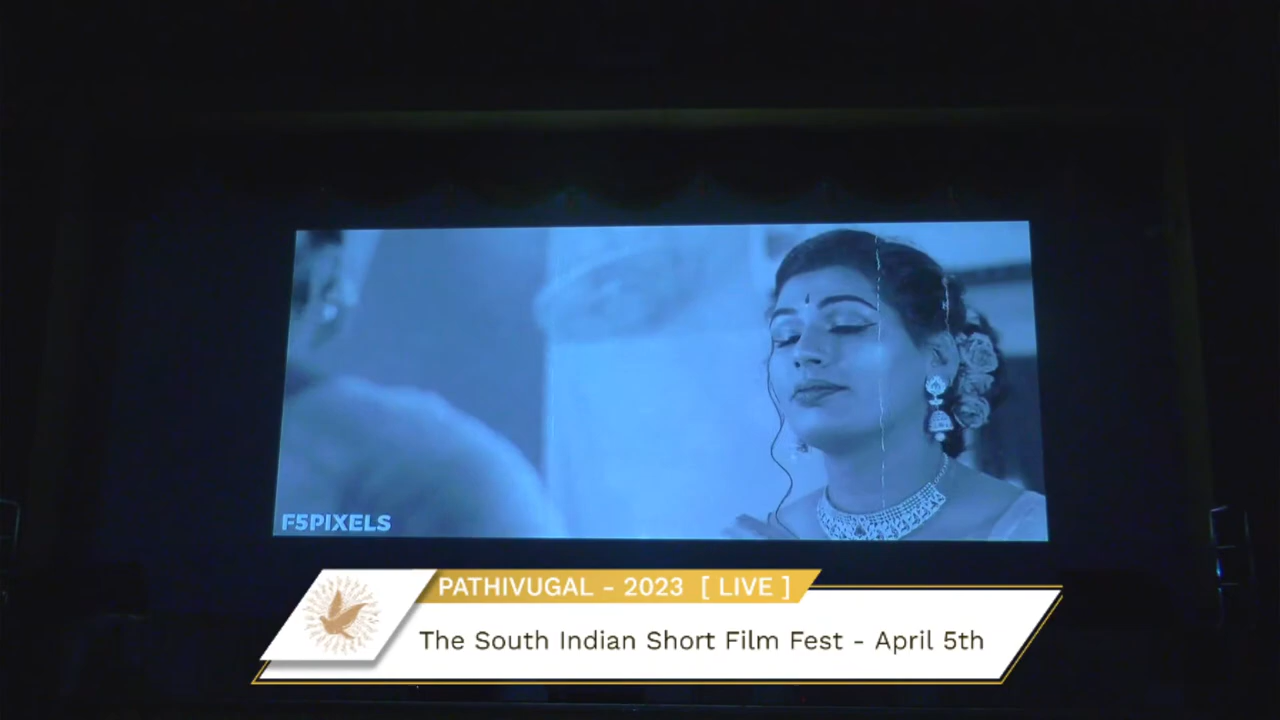 F5PIXELS
PATHIVUGAL - 2023 [ LIVE ]
The South Indian Short Film Fest - April 5th